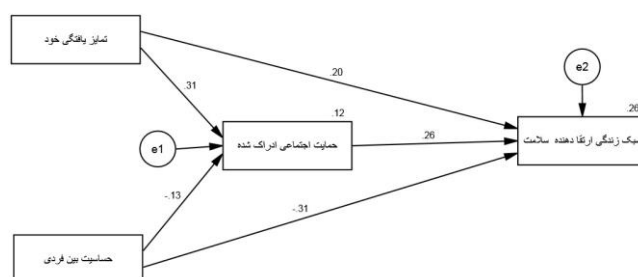 تمایز یافتگی خود
.20
e2
.26
.31
.12
حمایت اجتماعی ادراک شده
.26
سبک زندگی ارتقا دهنده سلامت
e1
-.13
-.31
حساسیت بین فردی